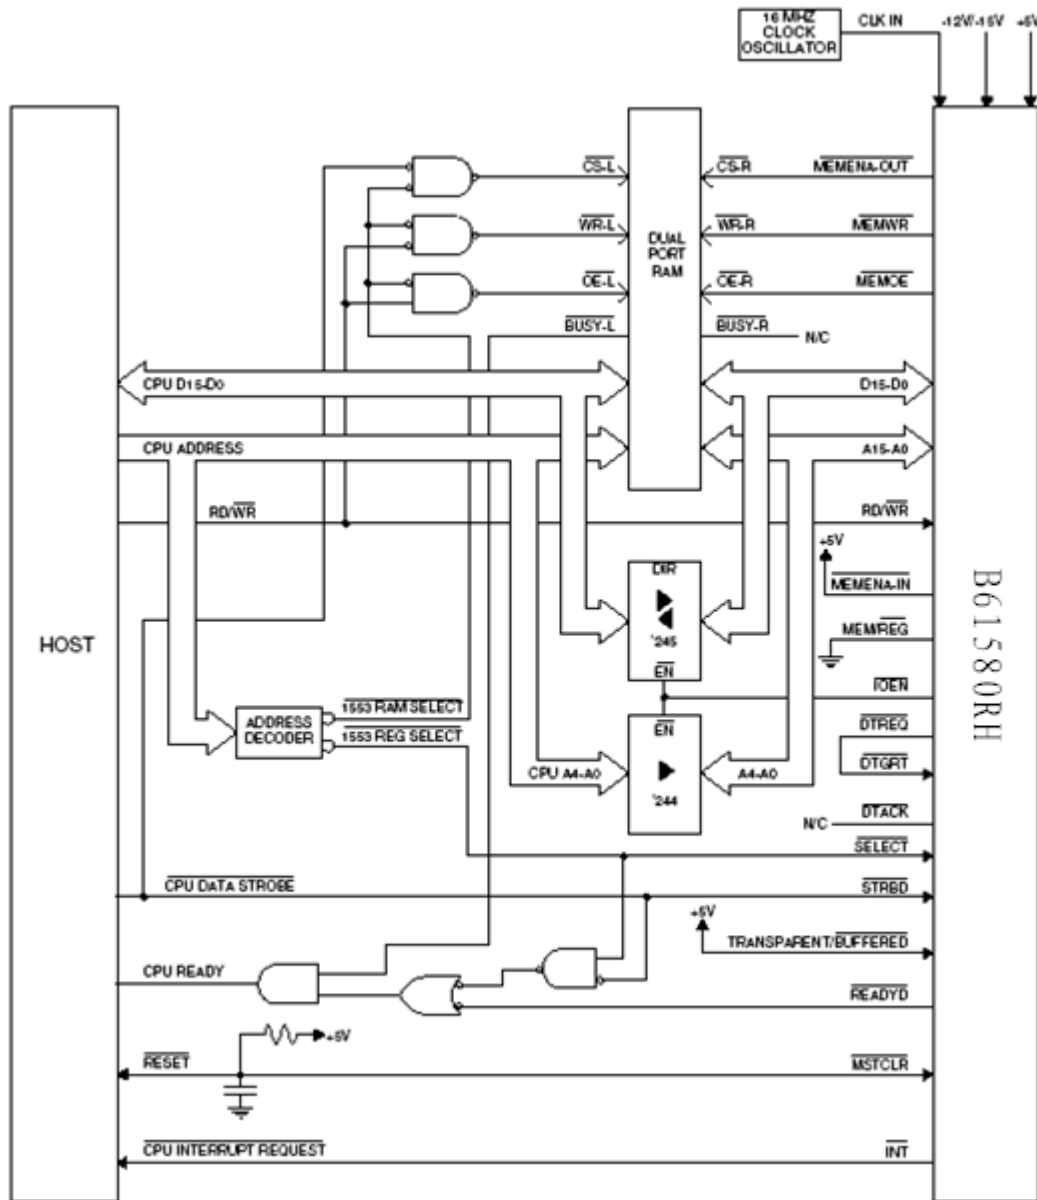 16 MHZ
CLOCK
OSCILLATOR
CLK IN
-12V/-15V
+5V
CS-L
CS-R
MEMENA-OUT
WR-L
WR-R
MEMWR
DUAL
PORT
RAM
OE-L
OE-R
MEMOE
BUSY-L
BUSY-R
N/C
CPU D15-D0
D15-D0
CPU ADDRESS
A15-A0
RD/WR
RD/WR
+5V
DIR
MEMENA-IN
HOST
'245
MEM/REG
B61580RH
EN
IOEN
1553 RAM SELECT
ADDRESS
DECODER
1553 REG SELECT
EN
DTREQ
CPU A4-A0
A4-A0
DTGRT
'244
N/C
DTACK
SELECT
CPU DATA STROBE
STRBD
+5V
TRANSPARENT/BUFFERED
CPU READY
READYD
+5V
RESET
MSTCLR
CPU INTERRUPT REQUEST
INT